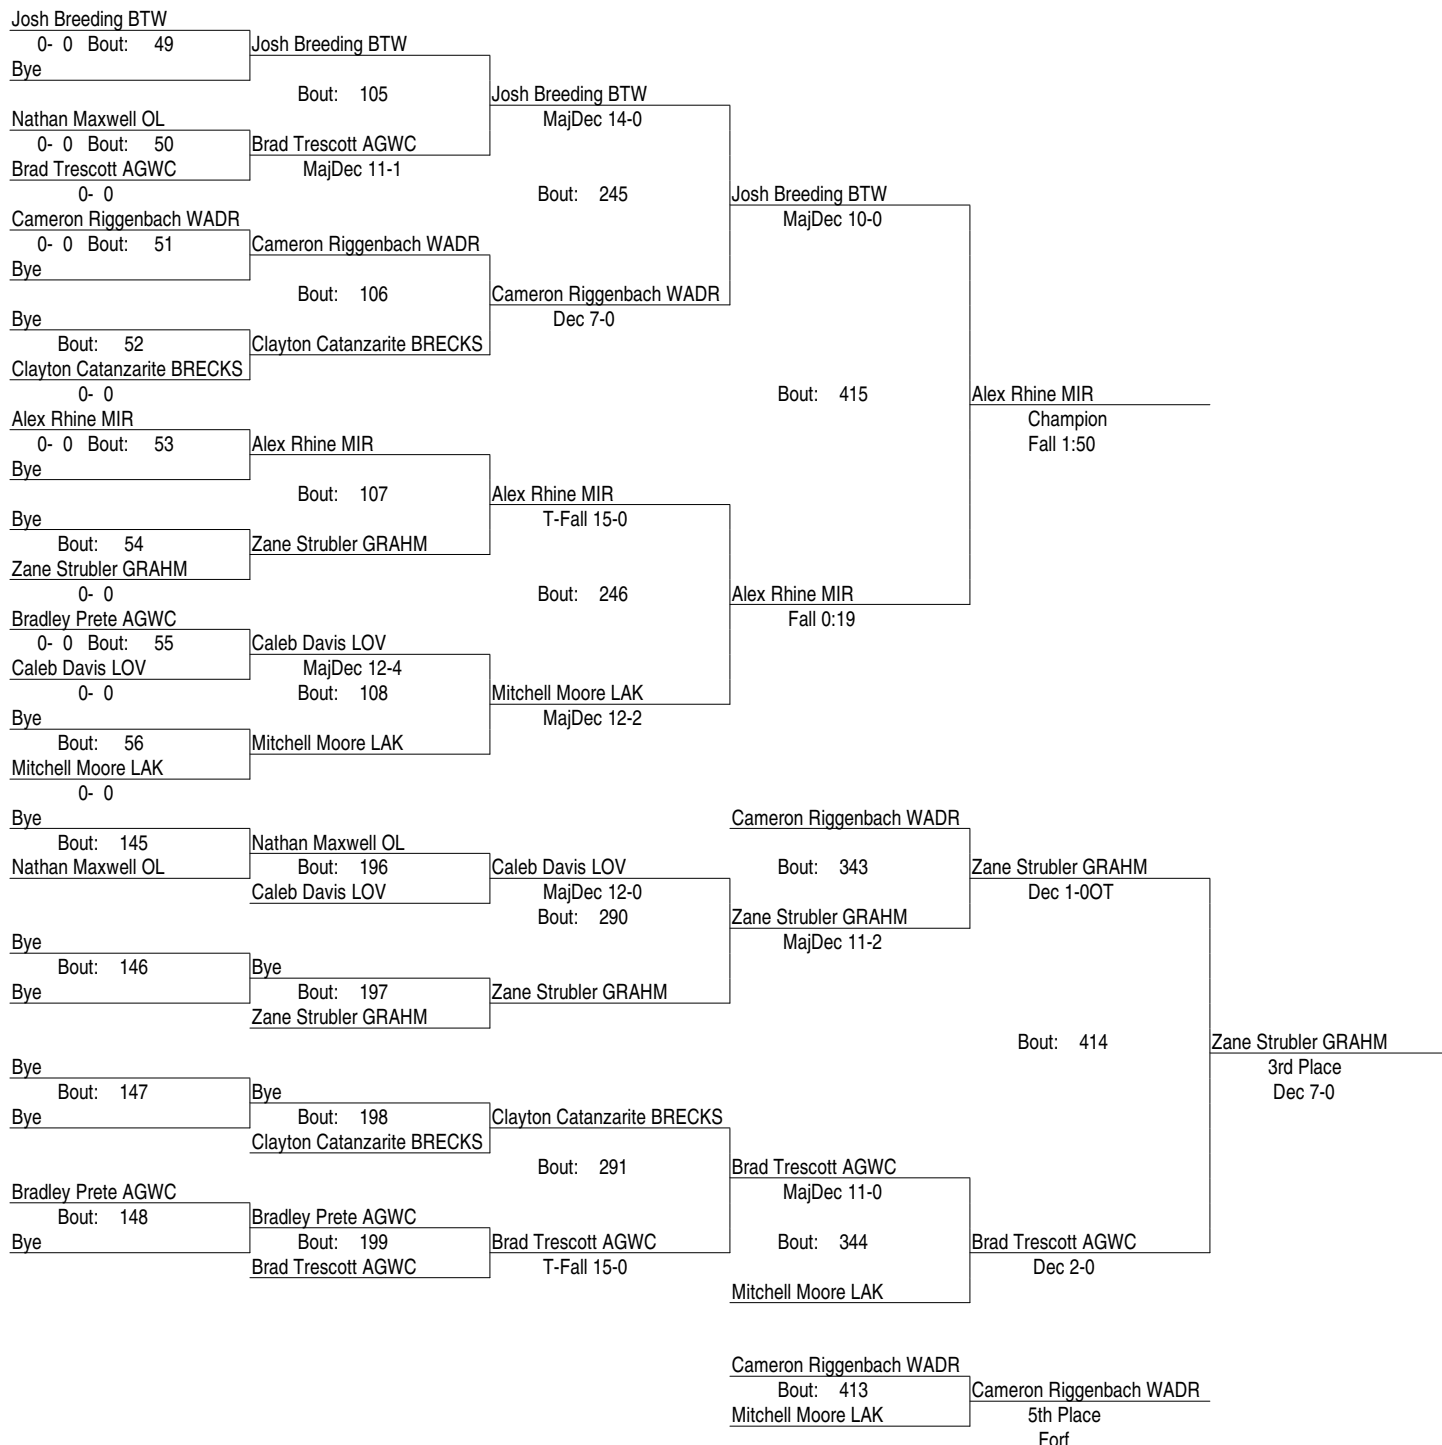 Josh Breeding BTW
0- 0 Bout: 49 Josh Breeding BTW
Bye
Bout: 105 Josh Breeding BTW
Nathan Maxwell OL MajDec 14-0
0- 0 Bout: 50 Brad Trescott AGWC
Brad Trescott AGWC MajDec 11-1
0- 0 Bout: 245 Josh Breeding BTW
Cameron Riggenbach WADR MajDec 10-0
0- 0 Bout: 51 Cameron Riggenbach WADR
Bye
Bout: 106 Cameron Riggenbach WADR
Bye Dec 7-0
Bout: 52 Clayton Catanzarite BRECKS
Clayton Catanzarite BRECKS
0- 0 Bout: 415 Alex Rhine MIR
Alex Rhine MIR Champion
0- 0 Bout: 53 Alex Rhine MIR Fall 1:50
Bye
Bout: 107 Alex Rhine MIR
Bye T-Fall 15-0
Bout: 54 Zane Strubler GRAHM
Zane Strubler GRAHM
0- 0 Bout: 246 Alex Rhine MIR
Bradley Prete AGWC Fall 0:19
0- 0 Bout: 55 Caleb Davis LOV
Caleb Davis LOV MajDec 12-4
0- 0 Bout: 108 Mitchell Moore LAK
Bye MajDec 12-2
Bout: 56 Mitchell Moore LAK
Mitchell Moore LAK
0- 0
Bye Cameron Riggenbach WADR
Bout: 145 Nathan Maxwell OL
Nathan Maxwell OL Bout: 196 Caleb Davis LOV Bout: 343 Zane Strubler GRAHM
Caleb Davis LOV MajDec 12-0 Dec 1-0OT
Bout: 290 Zane Strubler GRAHM
Bye MajDec 11-2
Bout: 146 Bye
Bye Bout: 197 Zane Strubler GRAHM
Zane Strubler GRAHM
Bout: 414 Zane Strubler GRAHM
Bye 3rd Place
Bout: 147 Bye Dec 7-0
Bye Bout: 198 Clayton Catanzarite BRECKS
Clayton Catanzarite BRECKS
Bout: 291 Brad Trescott AGWC
Bradley Prete AGWC MajDec 11-0
Bout: 148 Bradley Prete AGWC
Bye Bout: 199 Brad Trescott AGWC Bout: 344 Brad Trescott AGWC
Brad Trescott AGWC T-Fall 15-0 Dec 2-0
Mitchell Moore LAK
Cameron Riggenbach WADR
Bout: 413 Cameron Riggenbach WADR
Mitchell Moore LAK 5th Place
Forf